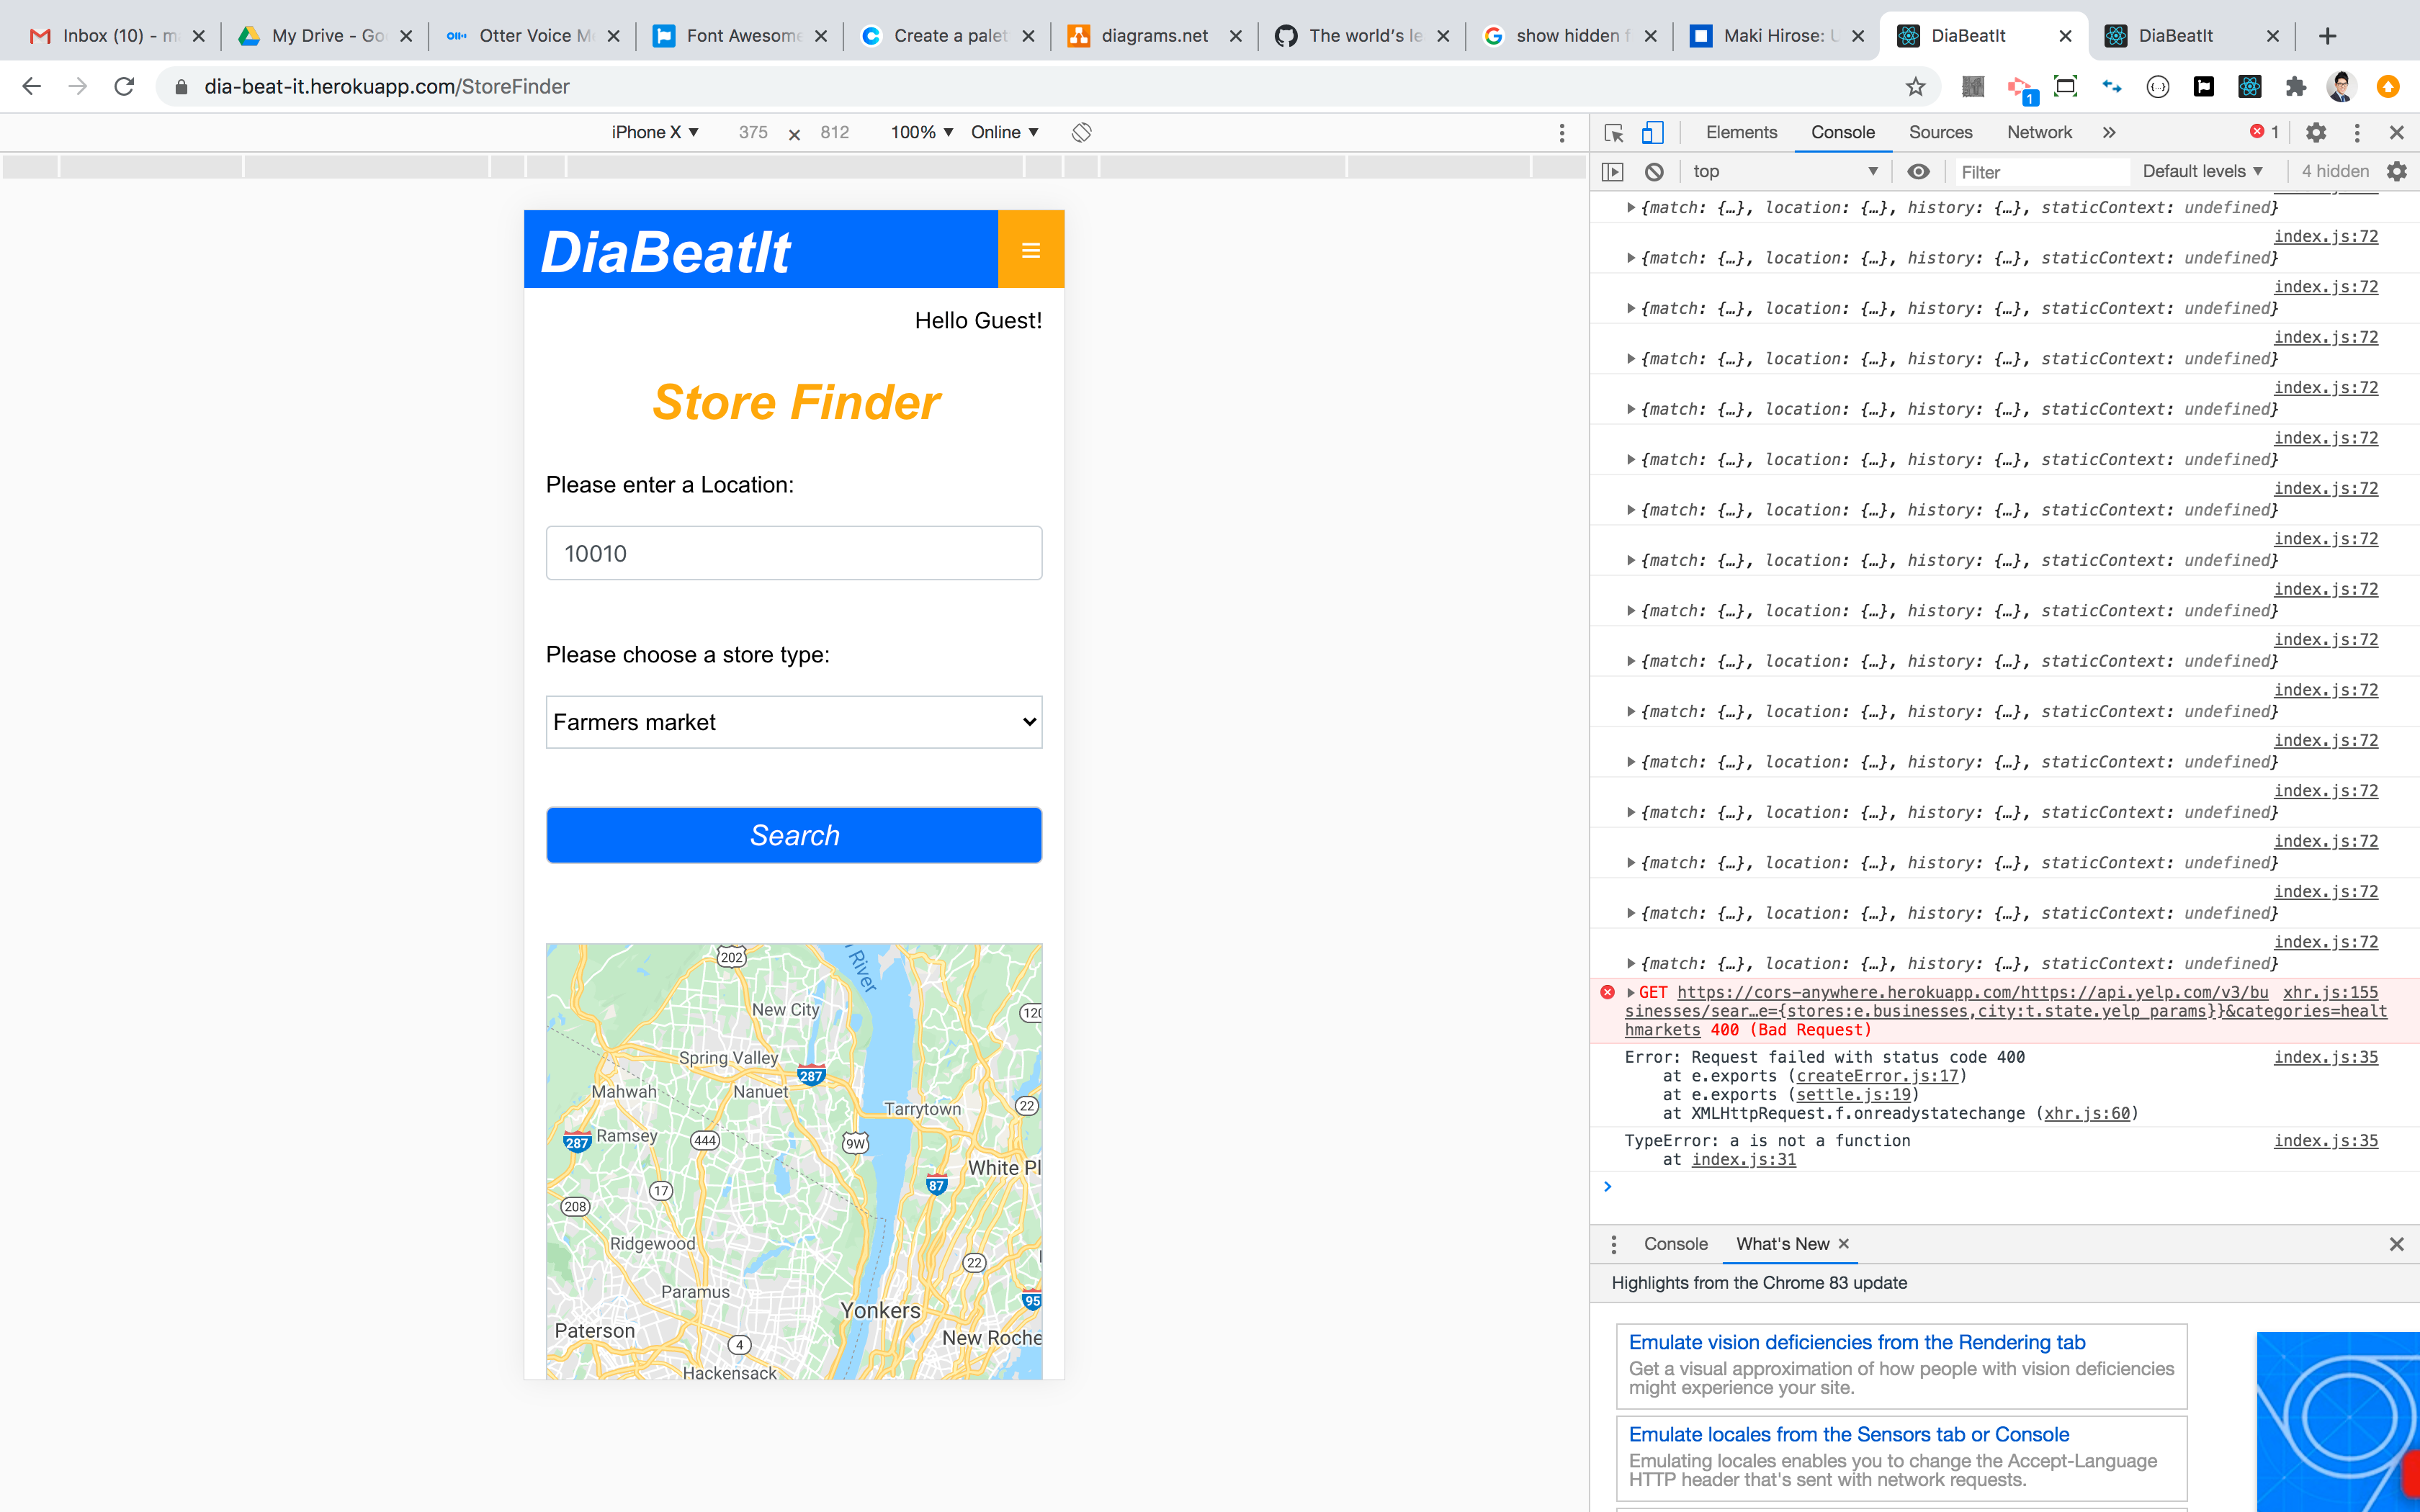 Inbox (10) - m
My Drive - Go
Otter Voice M
Font Awesome
Create a palet
diagrams.net
The world's le
show hidden f
Maki Hirose: U
DiaBeatIt
DiaBeatIt
dia-beat-it.herokuapp.com/StoreFinder
1
iPhone X ▼ 375 × 812 100% ▼ Online ▼
DiaBeatIt
Hello Guest!
Store Finder
Please enter a Location:
10010
Please choose a store type:
Farmers market
Search
202
River
New City
120
Spring Valley
287
Mahwah
Nanuet
Tarrytown
22
287
Ramsey
444
9W
White Pl
87
17
208
Ridgewood
22
Paramus
95
Yonkers
Paterson
New Roche
4
Hackensack
Elements Console Sources Network » 1
top ▼ Filter Default levels ▼ 4 hidden
{match: {…}, location: {…}, history: {…}, staticContext: undefined}
index.js:72
{match: {…}, location: {…}, history: {…}, staticContext: undefined}
index.js:72
{match: {…}, location: {…}, history: {…}, staticContext: undefined}
index.js:72
{match: {…}, location: {…}, history: {…}, staticContext: undefined}
index.js:72
{match: {…}, location: {…}, history: {…}, staticContext: undefined}
index.js:72
{match: {…}, location: {…}, history: {…}, staticContext: undefined}
index.js:72
{match: {…}, location: {…}, history: {…}, staticContext: undefined}
index.js:72
{match: {…}, location: {…}, history: {…}, staticContext: undefined}
index.js:72
{match: {…}, location: {…}, history: {…}, staticContext: undefined}
index.js:72
{match: {…}, location: {…}, history: {…}, staticContext: undefined}
index.js:72
{match: {…}, location: {…}, history: {…}, staticContext: undefined}
index.js:72
{match: {…}, location: {…}, history: {…}, staticContext: undefined}
index.js:72
{match: {…}, location: {…}, history: {…}, staticContext: undefined}
index.js:72
{match: {…}, location: {…}, history: {…}, staticContext: undefined}
index.js:72
{match: {…}, location: {…}, history: {…}, staticContext: undefined}
index.js:72
{match: {…}, location: {…}, history: {…}, staticContext: undefined}
GET https://cors-anywhere.herokuapp.com/https://api.yelp.com/v3/bu xhr.js:155
sinesses/sear…e={stores:e.businesses,city:t.state.yelp_params}}&categories=healt
hmarkets 400 (Bad Request)
Error: Request failed with status code 400 index.js:35
at e.exports (createError.js:17)
at e.exports (settle.js:19)
at XMLHttpRequest.f.onreadystatechange (xhr.js:60)
TypeError: a is not a function index.js:35
at index.js:31
Console What's New
Highlights from the Chrome 83 update
Emulate vision deficiencies from the Rendering tab
Get a visual approximation of how people with vision deficiencies
might experience your site.
Emulate locales from the Sensors tab or Console
Emulating locales enables you to change the Accept-Language
HTTP header that's sent with network requests.